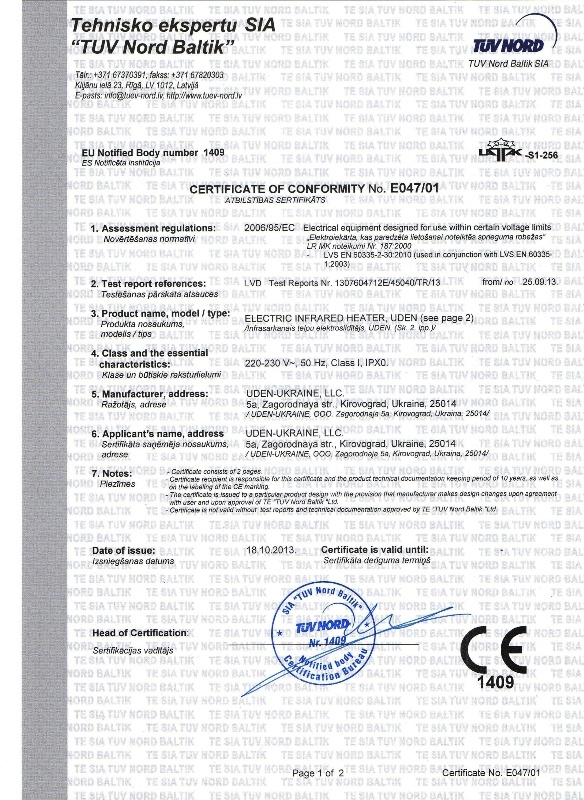 Tehnisko ekspertu SIA
"TUV Nord Baltik"
Tālr: +371 67370391, fakss: +371 67820303
Klijānu ielā 23, Rīgā, LV 1012, Latvijā
E-pasts: info@tuev-nord.lv, http://www.tuev-nord.lv
TUV NORD
TUV Nord Baltik SIA
EU Notified Body number 1409
ES Notificēta institūcija
-S1-256
CERTIFICATE OF CONFORMITY No. E047/01
ATBILSTĪBAS SERTIFIKĀTS
1. Assessment regulations: 2006/95/EC Electrical equipment designed for use within certain voltage limits
Novērtēšanas normatīvi „Elektroiekārta, kas paredzēta lietošanai noteiktās sprieguma robežās"
LR MK noteikumi Nr. 187:2000
- LVS EN 60335-2-30:2010 (used in conjunction with LVS EN 60335-
1:2003)
2. Test report references: LVD Test Reports Nr. 1307604712E/45040/TR/13 from/ no 25.09.13.
Testēšanas pārskata atsauces
3. Product name, model / type: ELECTRIC INFRARED HEATER, UDEN (see page 2)
Produkta nosaukums, /Infrasarkanais telpu elektrosildītājs, UDEN. (Sk. 2. lpp.)/
modelis / tips
4. Class and the essential
characteristics: 220-230 V~, 50 Hz, Class I, IPX0.
Klase un būtiskie raksturlielumi
5. Manufacturer, address: UDEN-UKRAINE, LLC.
Ražotājs, adrese 5a, Zagorodnaya str., Kirovograd, Ukraine, 25014
/ UDEN-UKRAINE, OOO. Zagorodnaja 5a, Kirovograd, Ukraina, 25014/
6. Applicant's name, address UDEN-UKRAINE, LLC.
Sertifikāta saņēmēja nosaukums, 5a, Zagorodnaya str., Kirovograd, Ukraine, 25014
adrese / UDEN-UKRAINE, OOO. Zagorodnaja 5a, Kirovograd, Ukraina, 25014/
7. Notes: - Certificate consists of 2 pages.
Piezīmes - Certificate recipient is responsible for this certificate and the product technical documentation keeping period of 10 years, as well as
on the labeling of the CE marking.
- The certificate is issued to a particular product design with the provision that manufacturer makes design changes upon agreement
with user and upon approval of TE "TUV Nord Baltik "Ltd.
- Certificate is not valid without test reports and technical documentation approved by TE "TUV Nord Baltik "Ltd.
Date of issue: 18.10.2013. Certificate is valid until:
Izsniegšanas datums Sertifikāta derīguma termiņš
SIA "TUV Nord Baltik"
TUV NORD
Nr. 1409
Notified body
Certification Bureau
Head of Certification:
Sertifikācijas vadītājs
CE
1409
Page 1 of 2
Certificate No. E047/01